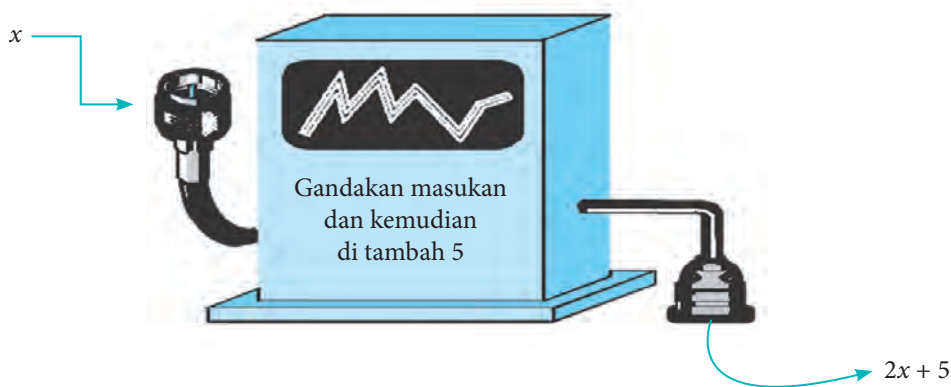 x
Gandakan masukan
dan kemudian
di tambah 5
2x + 5